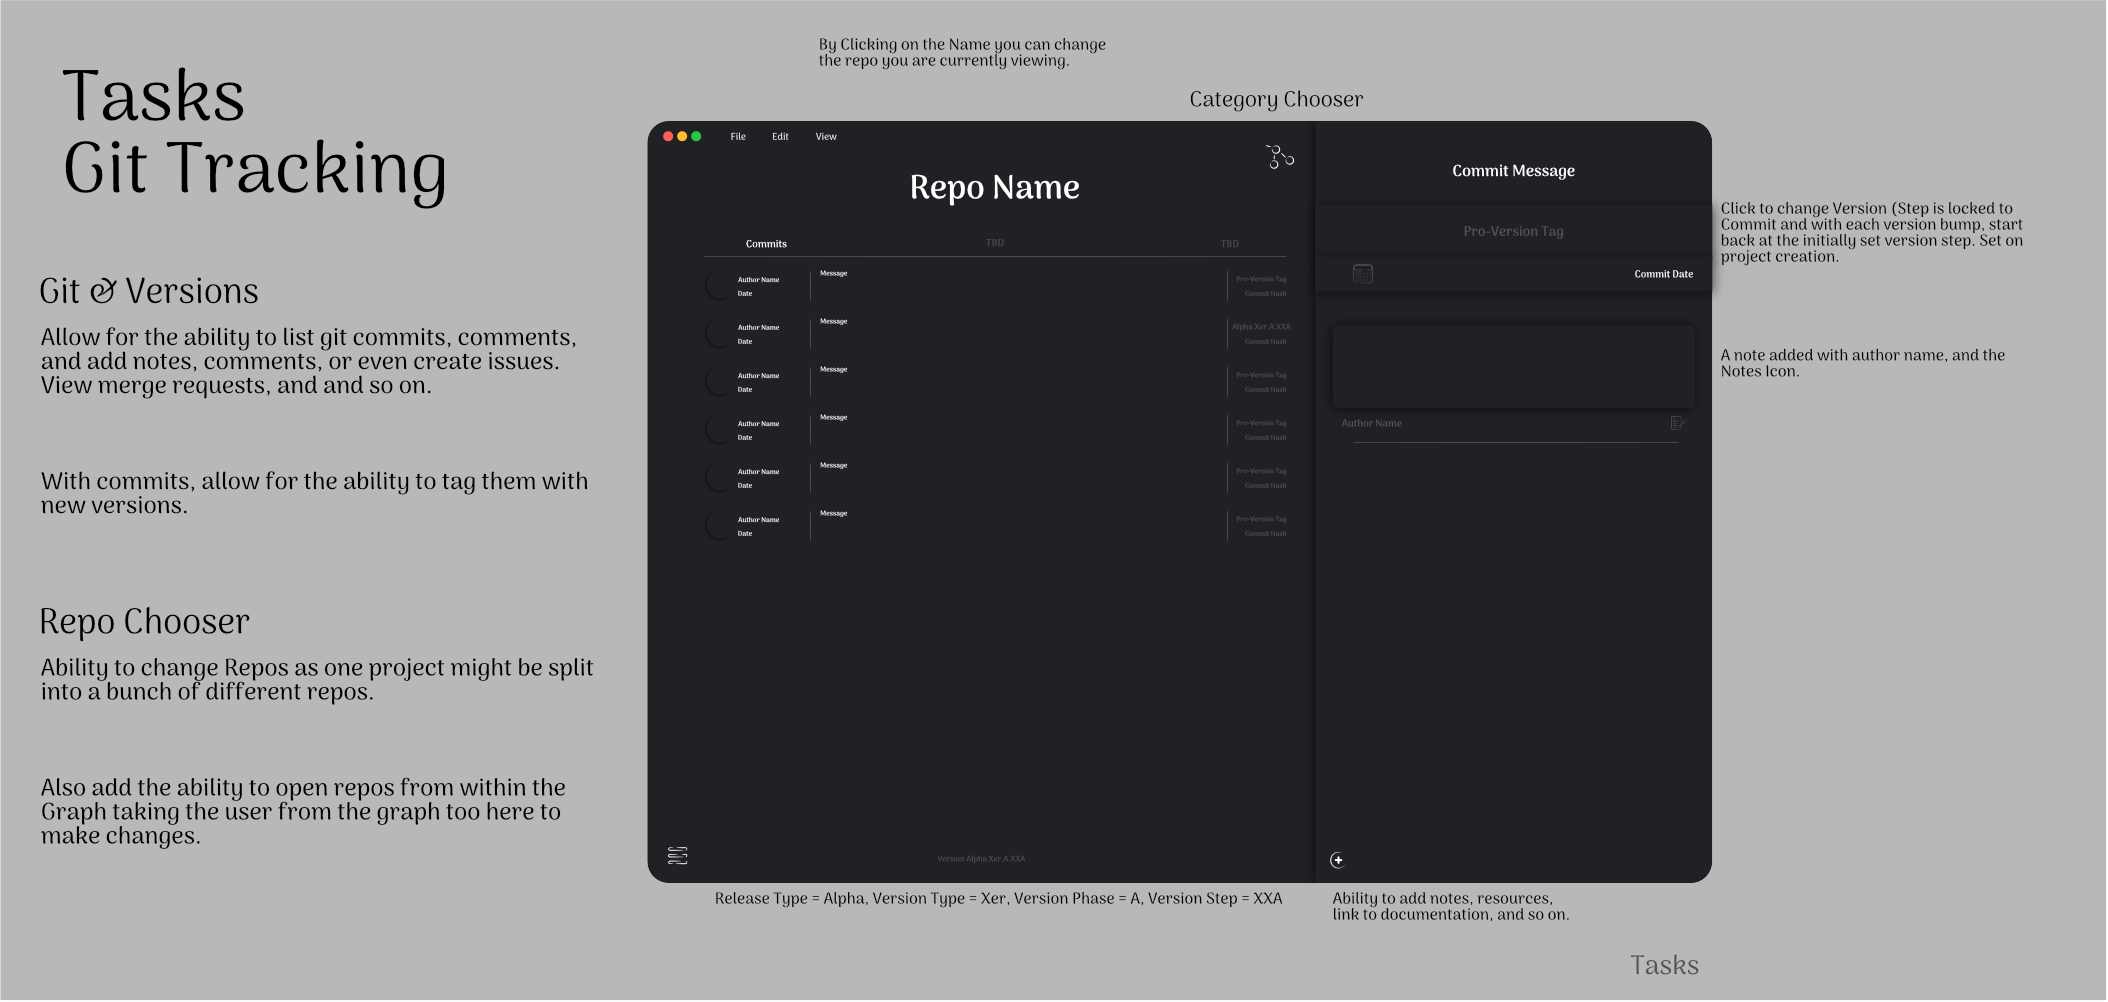 Tasks
Git Tracking
Git & Versions
Allow for the ability to list git commits, comments,
and add notes, comments, or even create issues.
View merge requests, and and so on.
With commits, allow for the ability to tag them with
new versions.
Repo Chooser
Ability to change Repos as one project might be split
into a bunch of different repos.
Also add the ability to open repos from within the
Graph taking the user from the graph too here to
make changes.
By Clicking on the Name you can change
the repo you are currently viewing.
Category Chooser
File Edit View
Repo Name
Commits TBD TBD
Author Name Message Pro-Version Tag
Date Commit Hash
Author Name Message Alpha Xer.A.XXA
Date Commit Hash
Author Name Message Pro-Version Tag
Date Commit Hash
Author Name Message Pro-Version Tag
Date Commit Hash
Author Name Message Pro-Version Tag
Date Commit Hash
Author Name Message Pro-Version Tag
Date Commit Hash
Version Alpha Xer.A.XXA
Commit Message
Pro-Version Tag
Commit Date
Author Name
Click to change Version (Step is locked to
Commit and with each version bump, start
back at the initially set version step. Set on
project creation.
A note added with author name, and the
Notes Icon.
Release Type = Alpha, Version Type = Xer, Version Phase = A, Version Step = XXA
Ability to add notes, resources,
link to documentation, and so on.
Tasks